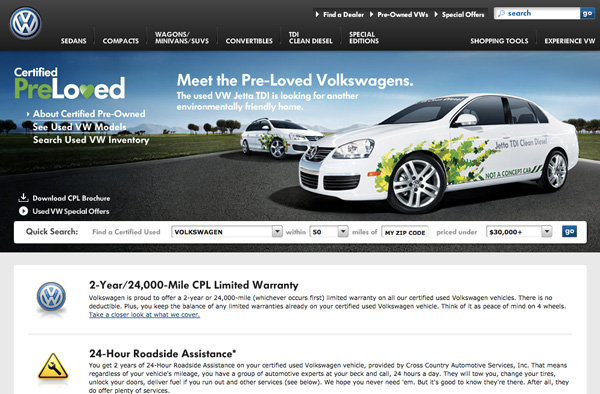 Find a Dealer
Pre-Owned VWs
Special Offers
search
go
SEDANS
COMPACTS
WAGONS/
MINIVANS/SUVS
CONVERTIBLES
TDI
CLEAN DIESEL
SPECIAL
EDITIONS
SHOPPING TOOLS
EXPERIENCE VW
Certified
PreLoved
About Certified Pre-Owned
See Used VW Models
Search Used VW Inventory
Download CPL Brochure
Used VW Special Offers
Meet the Pre-Loved Volkswagens.
The used VW Jetta TDI is looking for another
environmentally friendly home.
Jetta TDI Clean Diesel
NOT A CONCEPT CAR
Quick Search: Find a Certified Used VOLKSWAGEN within 50 miles of MY ZIP CODE priced under $30,000+ go
2-Year/24,000-Mile CPL Limited Warranty
Volkswagen is proud to offer a 2-year or 24,000-mile (whichever occurs first) limited warranty on all our certified used Volkswagen vehicles. There is no
deductible. Plus, you keep the balance of any limited warranties already on your certified used Volkswagen vehicle. Think of it as peace of mind on 4 wheels.
Take a closer look at what we cover.
24-Hour Roadside Assistance*
You get 2 years of 24-Hour Roadside Assistance on your certified used Volkswagen vehicle, provided by Cross Country Automotive Services, Inc. That means
regardless of your vehicle's mileage, you have a group of automotive experts at your beck and call, 24 hours a day. They will tow you, change your tires,
unlock your doors, deliver fuel if you run out and other services (see below). We hope you never need 'em. But it's good to know they're there. After all, they
do offer plenty of services.